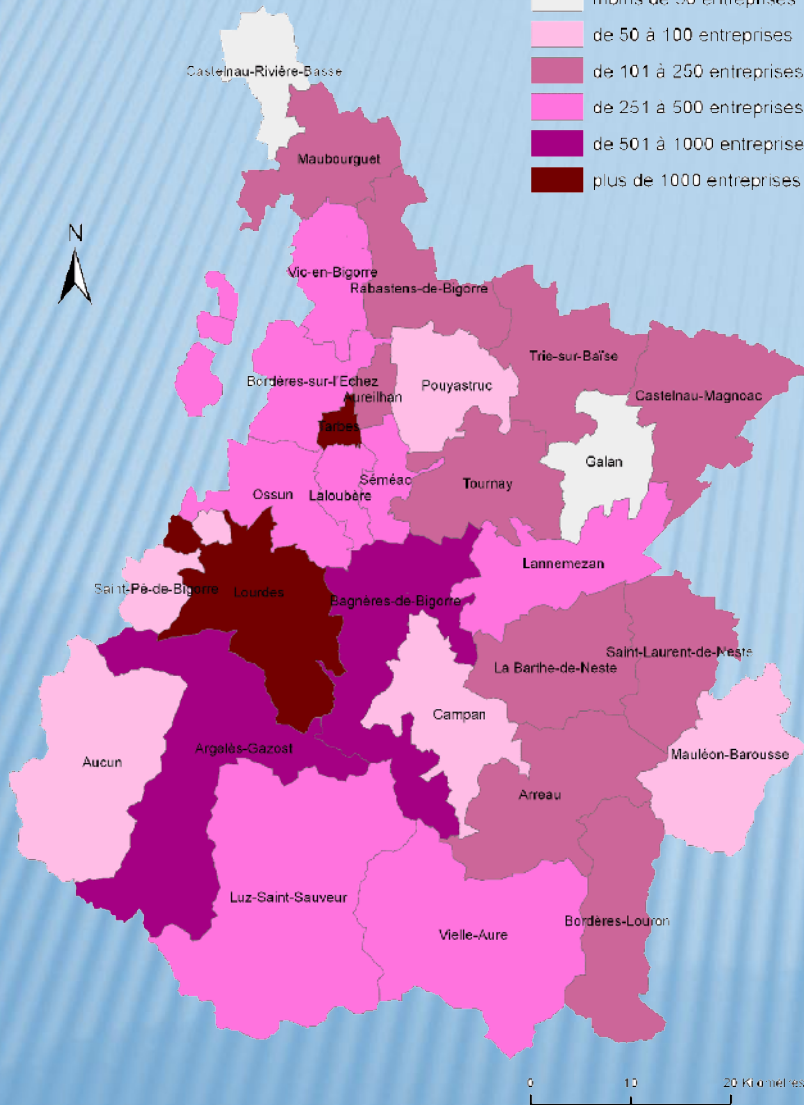 moins de 50 entreprises
de 50 à 100 entreprises
de 101 à 250 entreprises
de 251 à 500 entreprises
de 501 à 1000 entreprise
plus de 1000 entreprises
Castelnau-Rivière-Basse
Maubourguet
N
Vic-en-Bigorre
Rabastens-de-Bigorre
Trie-sur-Baïse
Bordères-sur-l'Echez
Pouyastruc
Castelnau-Magnoac
Aureilhan
Tarbes
Galan
Séméac
Tournay
Ossun
Laloubère
Lannemezan
Saint-Pé-de-Bigorre
Lourdes
Bagnères-de-Bigorre
Saint-Laurent-de-Neste
La Barthe-de-Neste
Campan
Argelès-Gazost
Mauléon-Barousse
Aucun
Arreau
Luz-Saint-Sauveur
Bordères-Louron
Vielle-Aure
0 10 20 Kilomètres